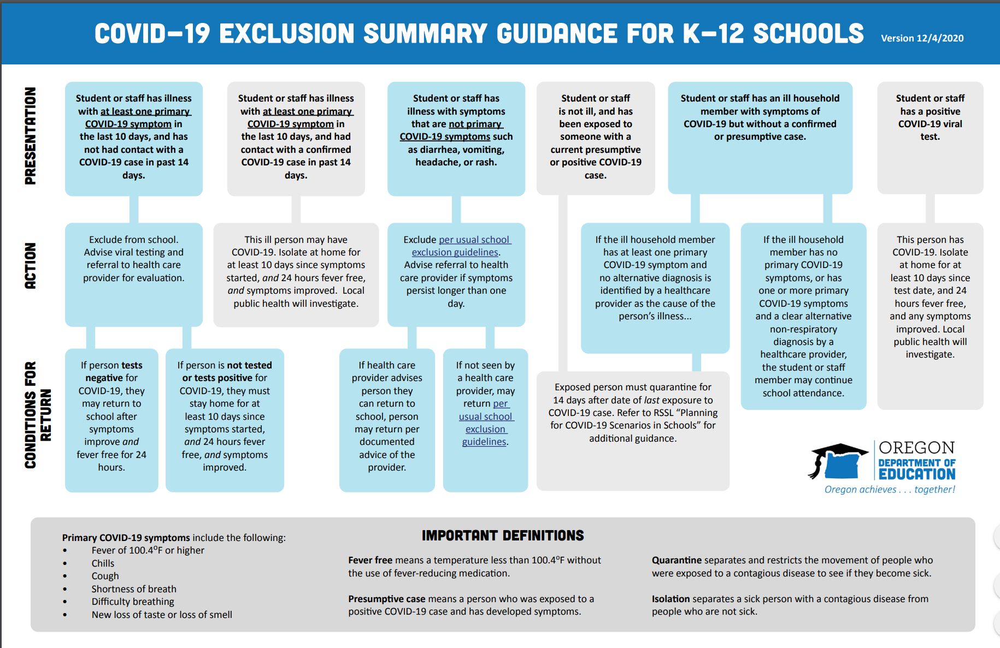 COVID-19 EXCLUSION SUMMARY GUIDANCE FOR K-12 SCHOOLS Version 12/4/2020
PRESENTATION
Student or staff has illness
with at least one primary
COVID-19 symptom in
the last 10 days, and has
not had contact with a
COVID-19 case in past 14
days.
Student or staff has illness
with at least one primary
COVID-19 symptom in
the last 10 days, and had
contact with a confirmed
COVID-19 case in past 14
days.
Student or staff has
illness with symptoms
that are not primary
COVID-19 symptoms such
as diarrhea, vomiting,
headache, or rash.
Student or staff
is not ill, and has
been exposed to
someone with a
current presumptive
or positive COVID-19
case.
Student or staff has an ill household
member with symptoms of
COVID-19 but without a confirmed
or presumptive case.
Student or staff
has a positive
COVID-19 viral
test.
ACTION
Exclude from school.
Advise viral testing and
referral to health care
provider for evaluation.
This ill person may have
COVID-19. Isolate at home for
at least 10 days since symptoms
started, and 24 hours fever free,
and symptoms improved. Local
public health will investigate.
Exclude per usual school
exclusion guidelines.
Advise referral to health
care provider if symptoms
persist longer than one
day.
If the ill household member
has at least one primary
COVID-19 symptom and
no alternative diagnosis is
identified by a healthcare
provider as the cause of the
person's illness...
If the ill household
member has no
primary COVID-19
symptoms, or has
one or more primary
COVID-19 symptoms
and a clear alternative
non-respiratory
diagnosis by a
healthcare provider,
the student or staff
member may continue
school attendance.
This person has
COVID-19. Isolate
at home for at
least 10 days since
test date, and 24
hours fever free,
and any symptoms
improved. Local
public health will
investigate.
CONDITIONS FOR
RETURN
If person tests
negative for
COVID-19, they
may return to
school after
symptoms
improve and
fever free for 24
hours.
If person is not tested
or tests positive for
COVID-19, they must
stay home for at
least 10 days since
symptoms started,
and 24 hours fever
free, and symptoms
improved.
If health care
provider advises
person they
can return to
school, person
may return per
documented
advice of the
provider.
If not seen by
a health care
provider, may
return per
usual school
exclusion
guidelines.
Exposed person must quarantine for
14 days after date of last exposure to
COVID-19 case. Refer to RSSL “Planning
for COVID-19 Scenarios in Schools” for
additional guidance.
OREGON
DEPARTMENT OF
EDUCATION
Oregon achieves . . . together!
Primary COVID-19 symptoms include the following:
• Fever of 100.4°F or higher
• Chills
• Cough
• Shortness of breath
• Difficulty breathing
• New loss of taste or loss of smell
IMPORTANT DEFINITIONS
Fever free means a temperature less than 100.4°F without
the use of fever-reducing medication.
Presumptive case means a person who was exposed to a
positive COVID-19 case and has developed symptoms.
Quarantine separates and restricts the movement of people who
were exposed to a contagious disease to see if they become sick.
Isolation separates a sick person with a contagious disease from
people who are not sick.